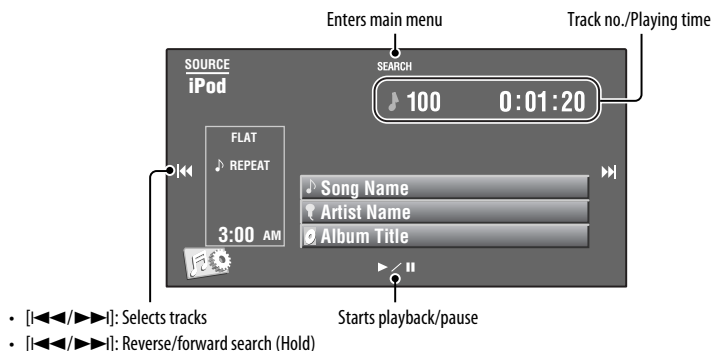 Enters main menu
Track no./Playing time
SOURCE
iPod
SEARCH
♪ 100 0:01:20
FLAT
♪ REPEAT
3:00 AM
Song Name
Artist Name
Album Title
• [I◄◄/►►I]: Selects tracks
Starts playback/pause
• [I◄◄/►►I]: Reverse/forward search (Hold)